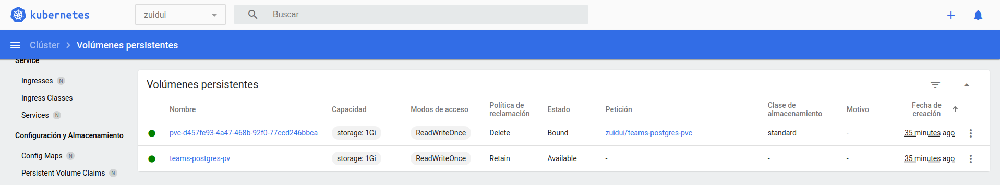 kubernetes
zuidui
Buscar
Clúster
Volúmenes persistentes
Service
Ingresses N
Ingress Classes
Services N
Configuración y Almacenamiento
Config Maps N
Persistent Volume Claims N
Volúmenes persistentes
Nombre
Capacidad
Modos de acceso
Política de
reclamación
Estado
Petición
Clase de
almacenamiento
Motivo
Fecha de
creación
pvc-d457fe93-4a47-468b-92f0-77ccd246bbca storage: 1Gi ReadWriteOnce Delete Bound zuidui/teams-postgres-pvc standard - 35 minutes ago
teams-postgres-pv storage: 1Gi ReadWriteOnce Retain Available - - - 35 minutes ago